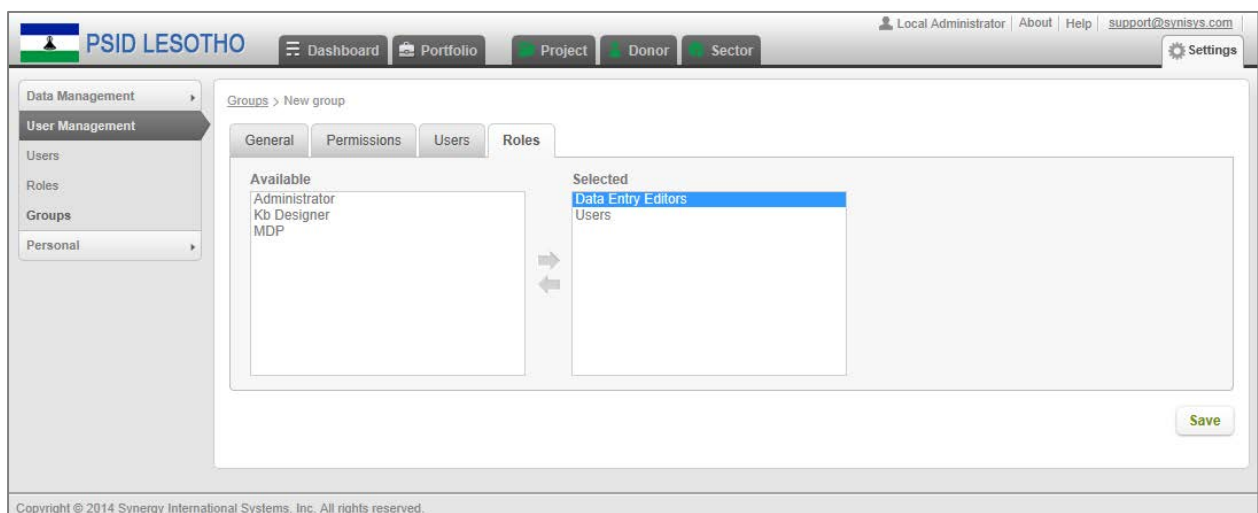 Local Administrator | About | Help | support@synisys.com
PSID LESOTHO
Dashboard Portfolio Project Donor Sector Settings
Data Management
User Management
Users
Roles
Groups
Personal
Groups > New group
General Permissions Users Roles
Available Selected
Administrator Data Entry Editors
Kb Designer Users
MDP
Save
Copyright © 2014 Synergy International Systems, Inc. All rights reserved.